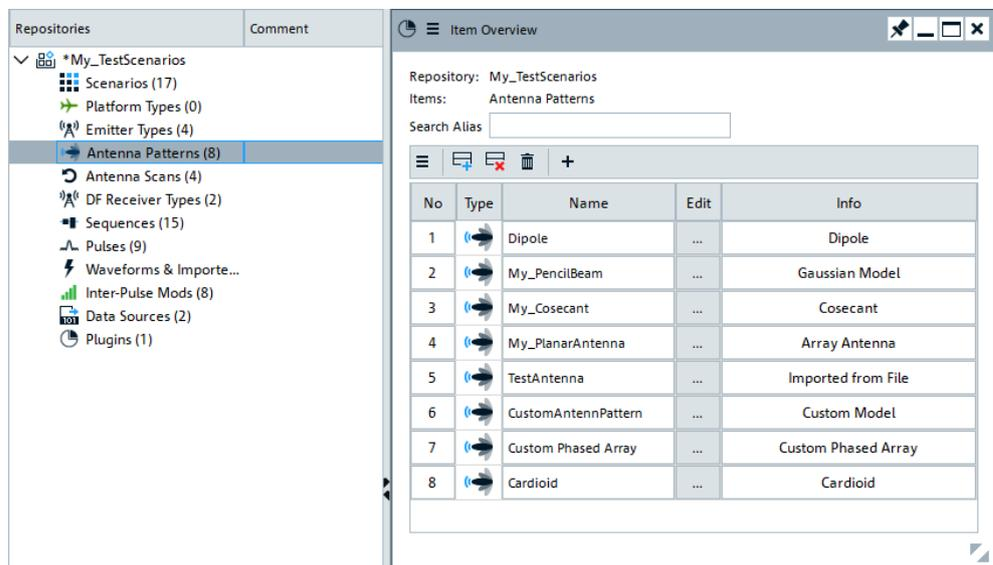 Repositories Comment
*My_TestScenarios
Scenarios (17)
Platform Types (0)
Emitter Types (4)
Antenna Patterns (8)
Antenna Scans (4)
DF Receiver Types (2)
Sequences (15)
Pulses (9)
Waveforms & Importe...
Inter-Pulse Mods (8)
101
Data Sources (2)
Plugins (1)
Item Overview
Repository: My_TestScenarios
Items: Antenna Patterns
Search Alias
No Type Name Edit Info
1 Dipole ... Dipole
2 My_PencilBeam ... Gaussian Model
3 My_Cosecant ... Cosecant
4 My_PlanarAntenna ... Array Antenna
5 TestAntenna ... Imported from File
6 CustomAntennPattern ... Custom Model
7 Custom Phased Array ... Custom Phased Array
8 Cardioid ... Cardioid